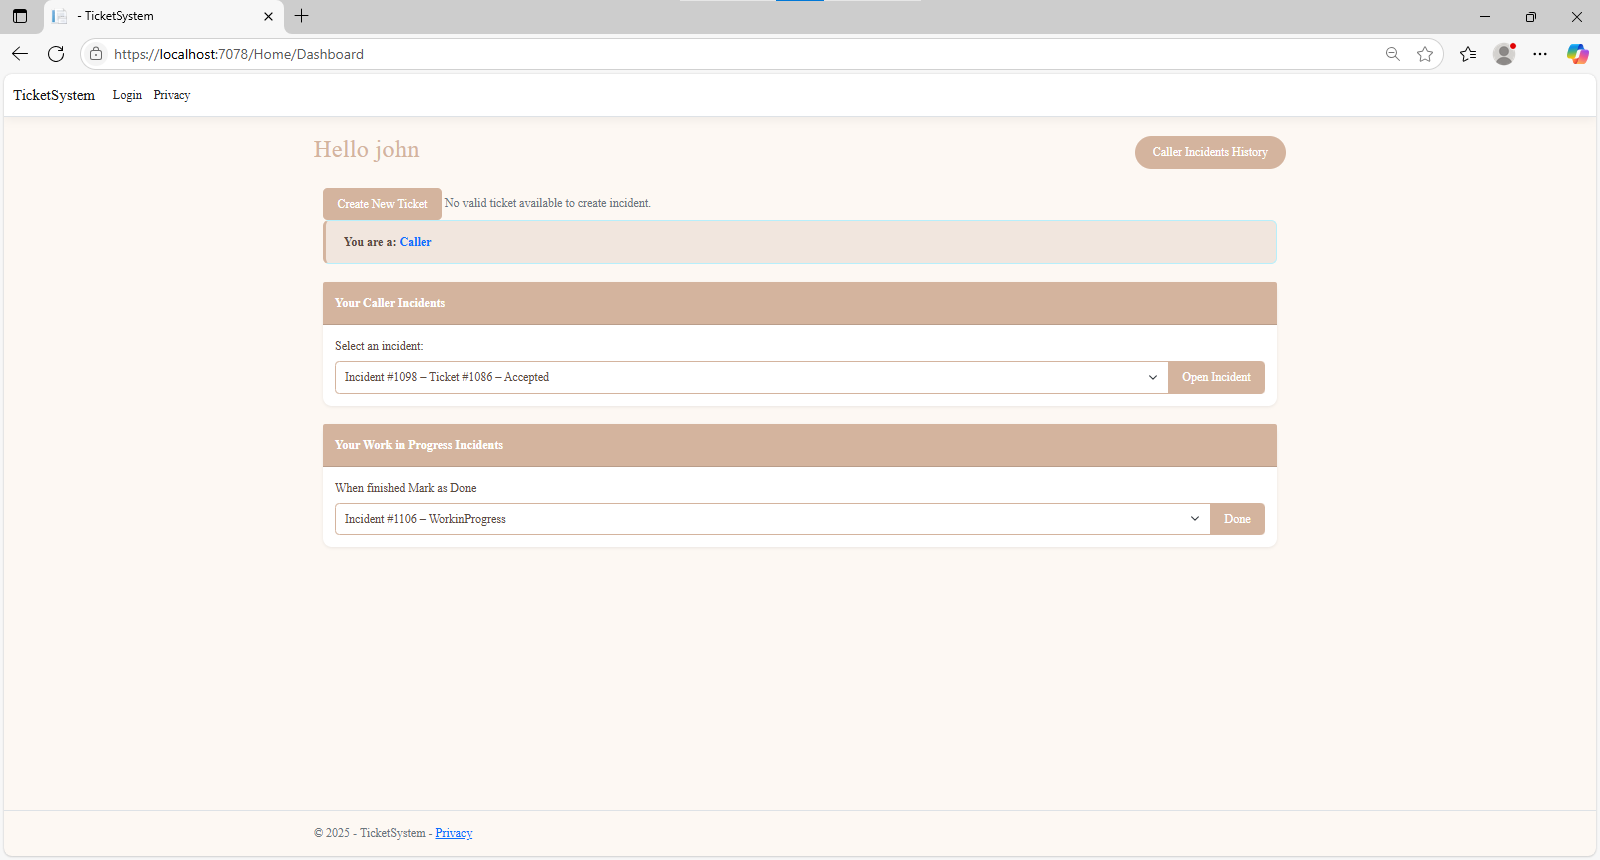 - TicketSystem
https://localhost:7078/Home/Dashboard
TicketSystem Login Privacy
Hello john
Caller Incidents History
Create New Ticket No valid ticket available to create incident.
You are a: Caller
Your Caller Incidents
Select an incident:
Incident #1098 – Ticket #1086 – Accepted
Open Incident
Your Work in Progress Incidents
When finished Mark as Done
Incident #1106 – WorkinProgress
Done
© 2025 - TicketSystem - Privacy